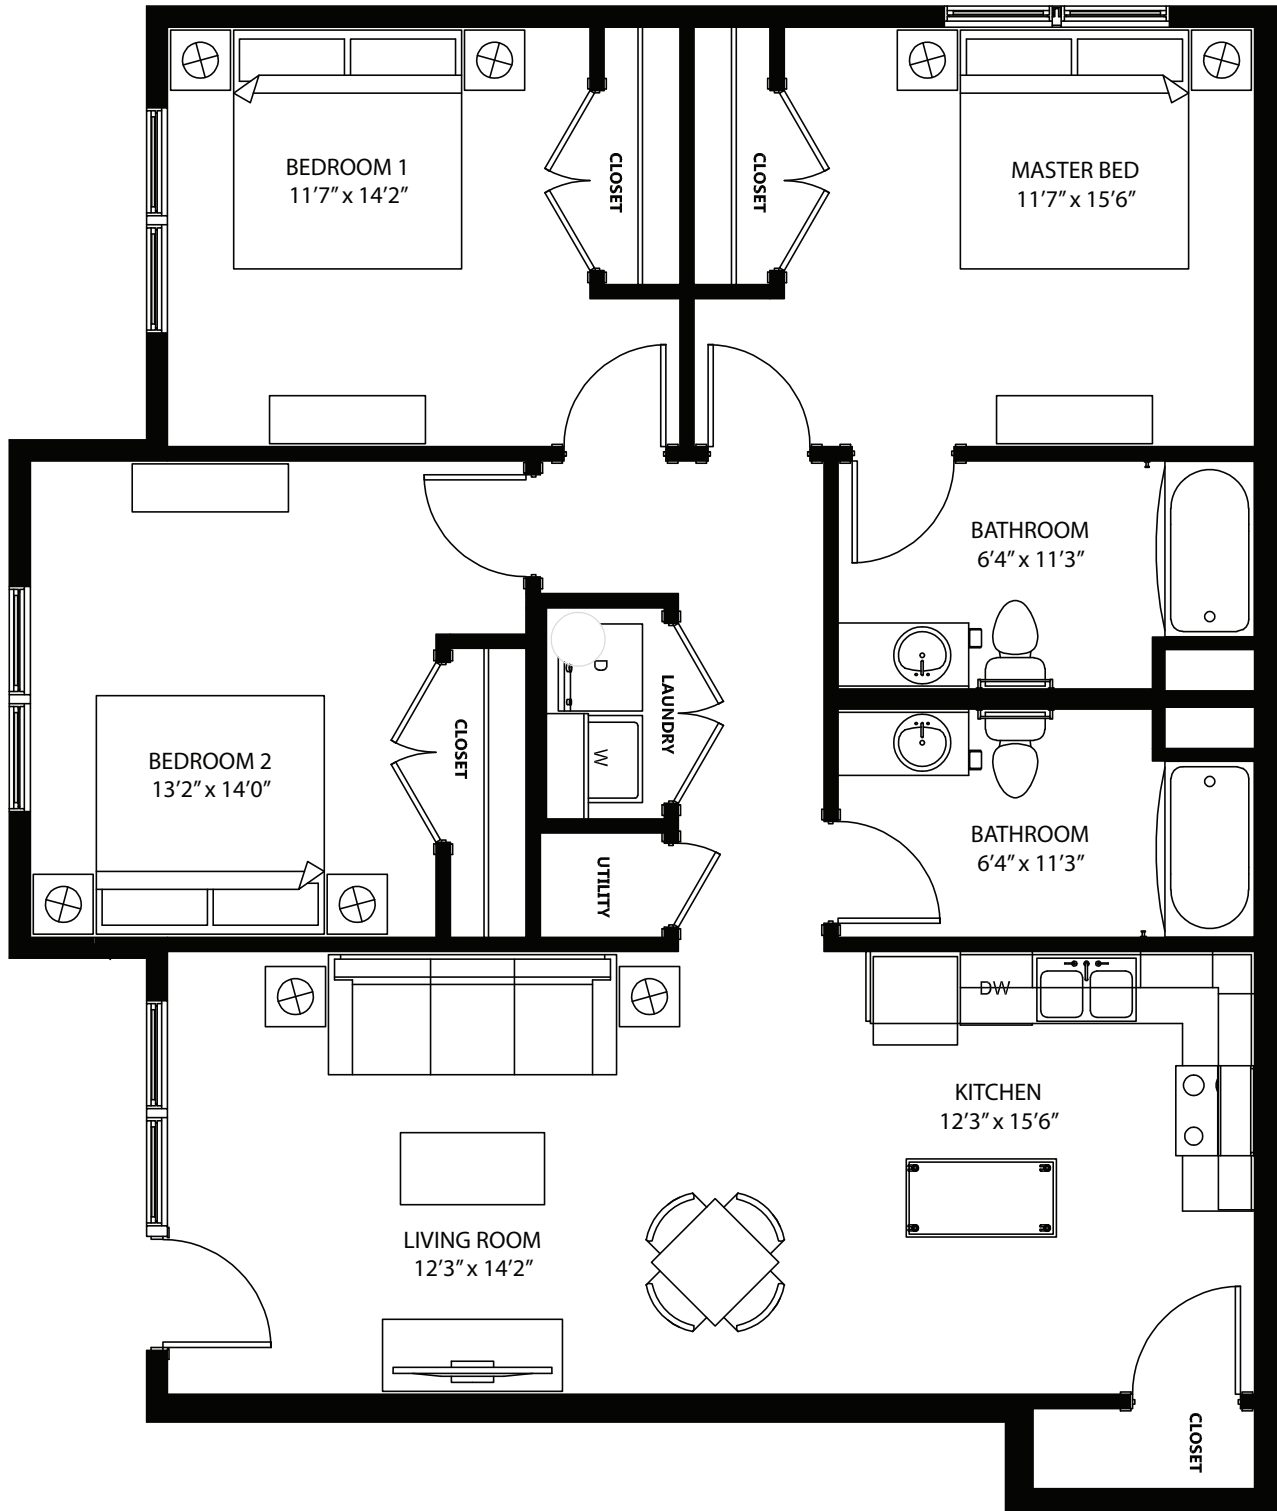 BEDROOM 1
11’7” x 14’2”
CLOSET
CLOSET
MASTER BED
11’7” x 15’6”
BATHROOM
6’4” x 11’3”
D
LAUNDRY
W
BEDROOM 2
13’2” x 14’0”
CLOSET
BATHROOM
6’4” x 11’3”
UTILITY
DW
KITCHEN
12’3” x 15’6”
LIVING ROOM
12’3” x 14’2”
CLOSET